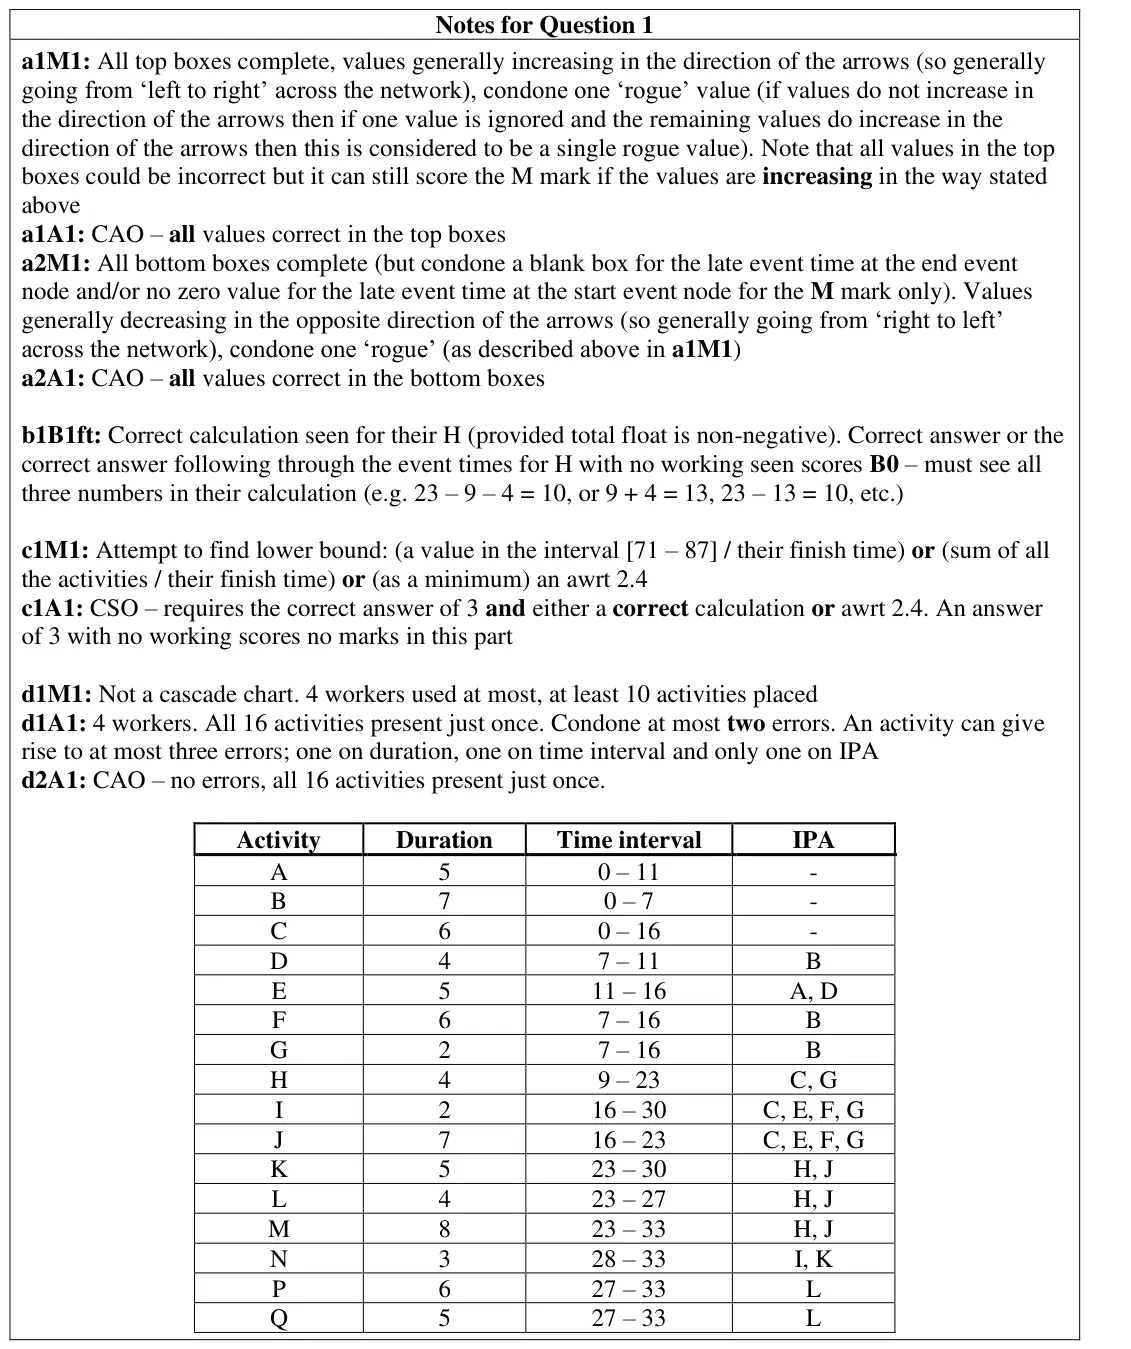 Notes for Question 1
a1M1: All top boxes complete, values generally increasing in the direction of the arrows (so generally
going from ‘left to right’ across the network), condone one ‘rogue’ value (if values do not increase in
the direction of the arrows then if one value is ignored and the remaining values do increase in the
direction of the arrows then this is considered to be a single rogue value). Note that all values in the top
boxes could be incorrect but it can still score the M mark if the values are increasing in the way stated
above
a1A1: CAO – all values correct in the top boxes
a2M1: All bottom boxes complete (but condone a blank box for the late event time at the end event
node and/or no zero value for the late event time at the start event node for the M mark only). Values
generally decreasing in the opposite direction of the arrows (so generally going from ‘right to left’
across the network), condone one ‘rogue’ (as described above in a1M1)
a2A1: CAO – all values correct in the bottom boxes
b1B1ft: Correct calculation seen for their H (provided total float is non-negative). Correct answer or the
correct answer following through the event times for H with no working seen scores B0 – must see all
three numbers in their calculation (e.g. 23 – 9 – 4 = 10, or 9 + 4 = 13, 23 – 13 = 10, etc.)
c1M1: Attempt to find lower bound: (a value in the interval [71 – 87] / their finish time) or (sum of all
the activities / their finish time) or (as a minimum) an awrt 2.4
c1A1: CSO – requires the correct answer of 3 and either a correct calculation or awrt 2.4. An answer
of 3 with no working scores no marks in this part
d1M1: Not a cascade chart. 4 workers used at most, at least 10 activities placed
d1A1: 4 workers. All 16 activities present just once. Condone at most two errors. An activity can give
rise to at most three errors; one on duration, one on time interval and only one on IPA
d2A1: CAO – no errors, all 16 activities present just once.
Activity Duration Time interval IPA
A 5 0 – 11 -
B 7 0 – 7 -
C 6 0 – 16 -
D 4 7 – 11 B
E 5 11 – 16 A, D
F 6 7 – 16 B
G 2 7 – 16 B
H 4 9 – 23 C, G
I 2 16 – 30 C, E, F, G
J 7 16 – 23 C, E, F, G
K 5 23 – 30 H, J
L 4 23 – 27 H, J
M 8 23 – 33 H, J
N 3 28 – 33 I, K
P 6 27 – 33 L
Q 5 27 – 33 L